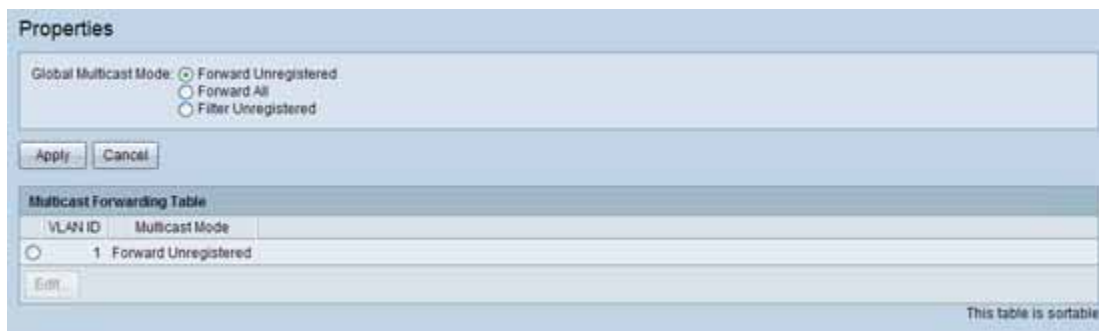 Properties
Global Multicast Mode: Forward Unregistered
Forward All
Filter Unregistered
Apply Cancel
Multicast Forwarding Table
VLAN ID Multicast Mode
1 Forward Unregistered
Edit...
This table is sortable